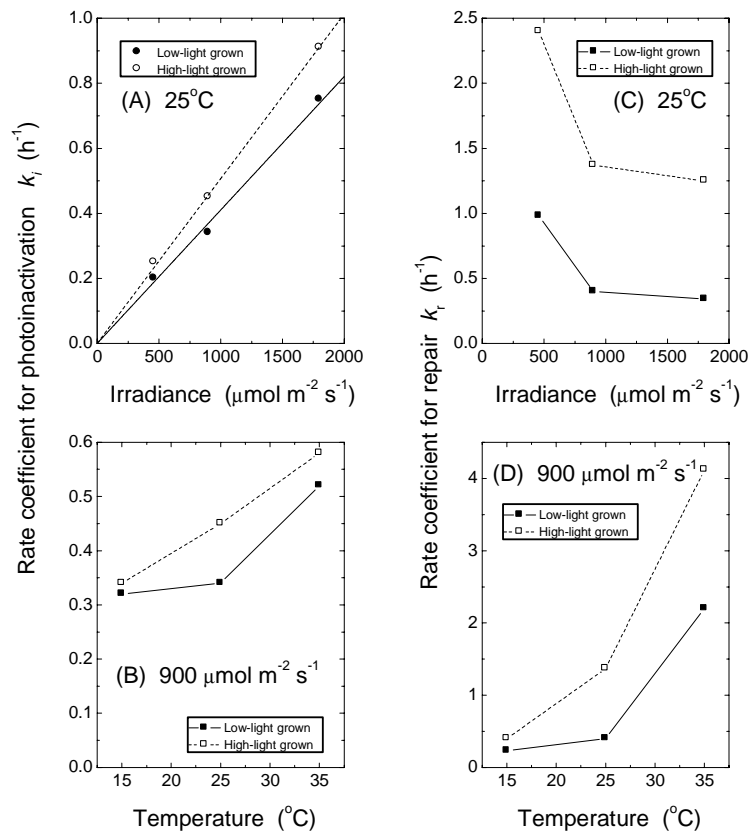 Rate coefficient for photoinactivation kᵢ (h⁻¹)
1.0
0.8
0.6
0.4
0.2
0.0
Low-light grown
High-light grown
(A) 25°C
0 500 1000 1500 2000
Irradiance (μmol m⁻² s⁻¹)
0.6
0.5
0.4
0.3
0.2
0.1
0.0
(B) 900 μmol m⁻² s⁻¹
Low-light grown
High-light grown
15 20 25 30 35
Temperature (°C)
Rate coefficient for repair kᵣ (h⁻¹)
2.5
2.0
1.5
1.0
0.5
0.0
Low-light grown
High-light grown
(C) 25°C
0 500 1000 1500 2000
Irradiance (μmol m⁻² s⁻¹)
4
3
2
1
0
(D) 900 μmol m⁻² s⁻¹
Low-light grown
High-light grown
15 20 25 30 35
Temperature (°C)